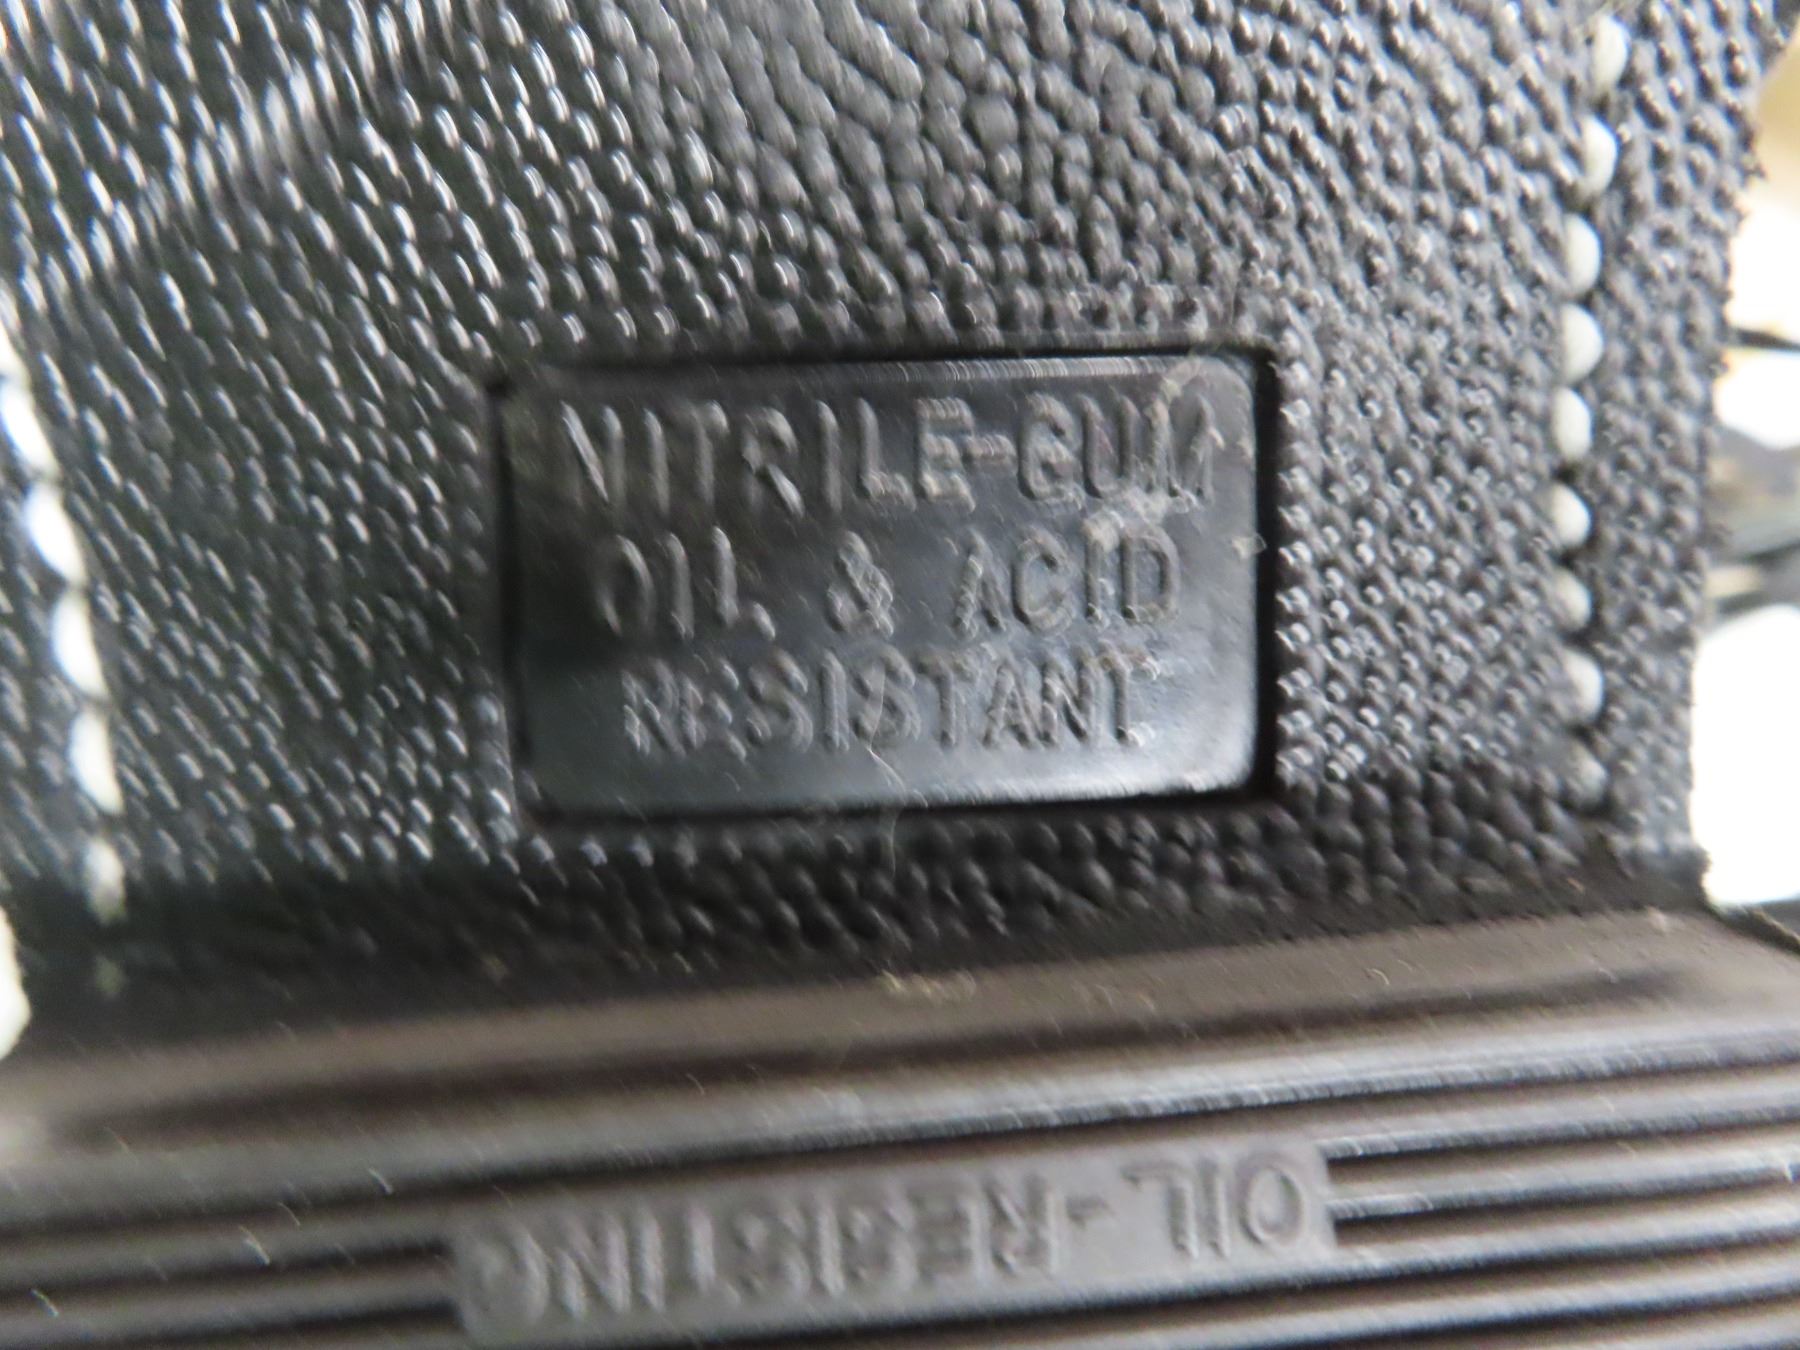 NITRILE-GUM
OIL & ACID
RESISTANT
OIL-RESISTING